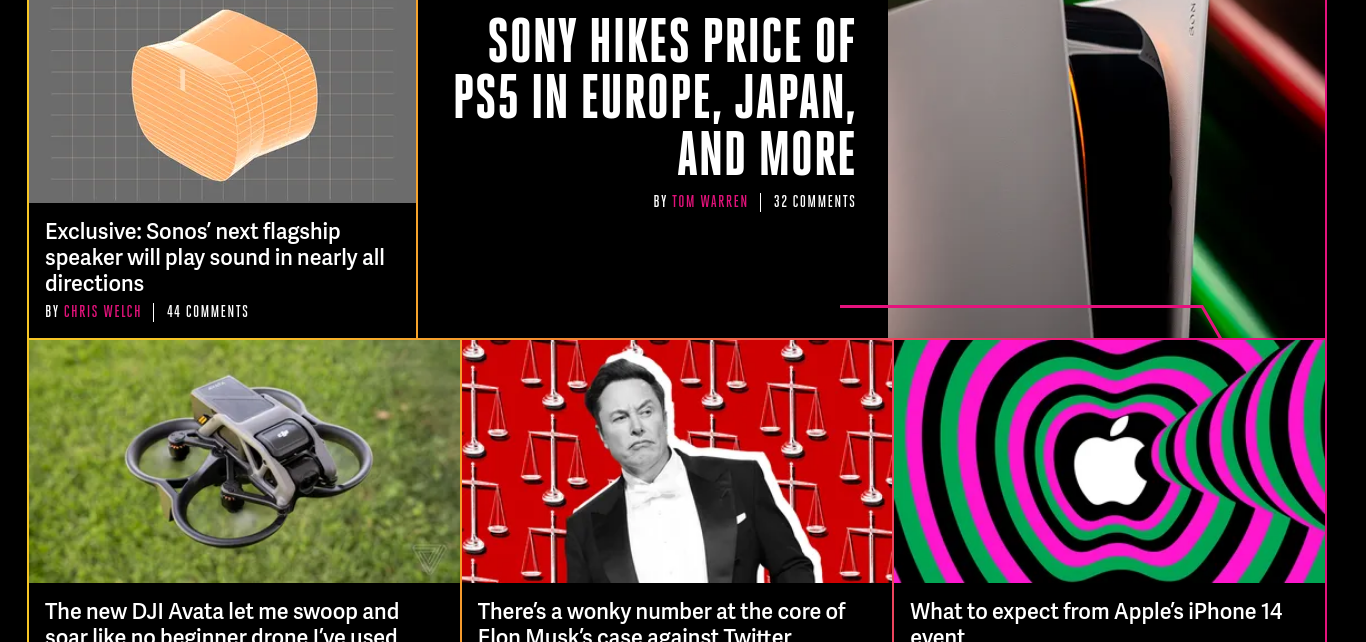 SONY HIKES PRICE OF
PS5 IN EUROPE, JAPAN,
AND MORE
BY TOM WARREN | 32 COMMENTS
Exclusive: Sonos’ next flagship
speaker will play sound in nearly all
directions
BY CHRIS WELCH | 44 COMMENTS
The new DJI Avata let me swoop and
soar like no beginner drone I’ve used
There’s a wonky number at the core of
Elon Musk’s case against Twitter
What to expect from Apple’s iPhone 14
event